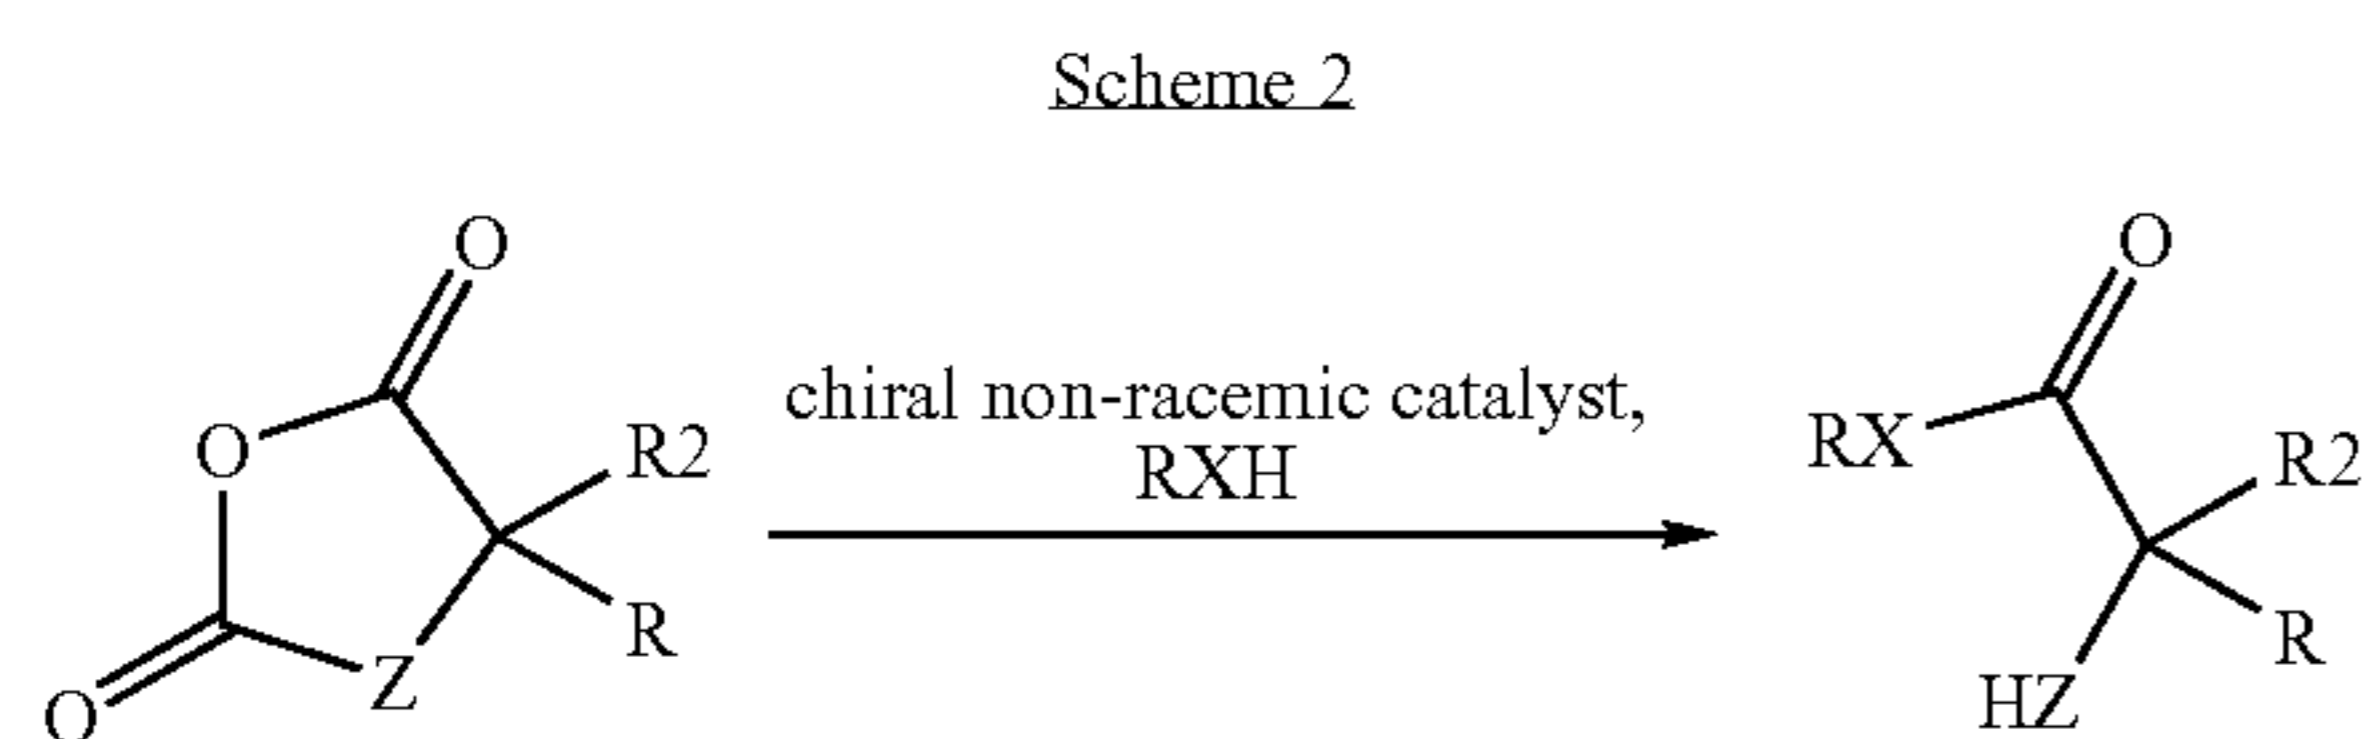 Scheme 2
O
O
chiral non-racemic catalyst,
RXH
O
R2
RX
R2
R
R
Z
O
HZ